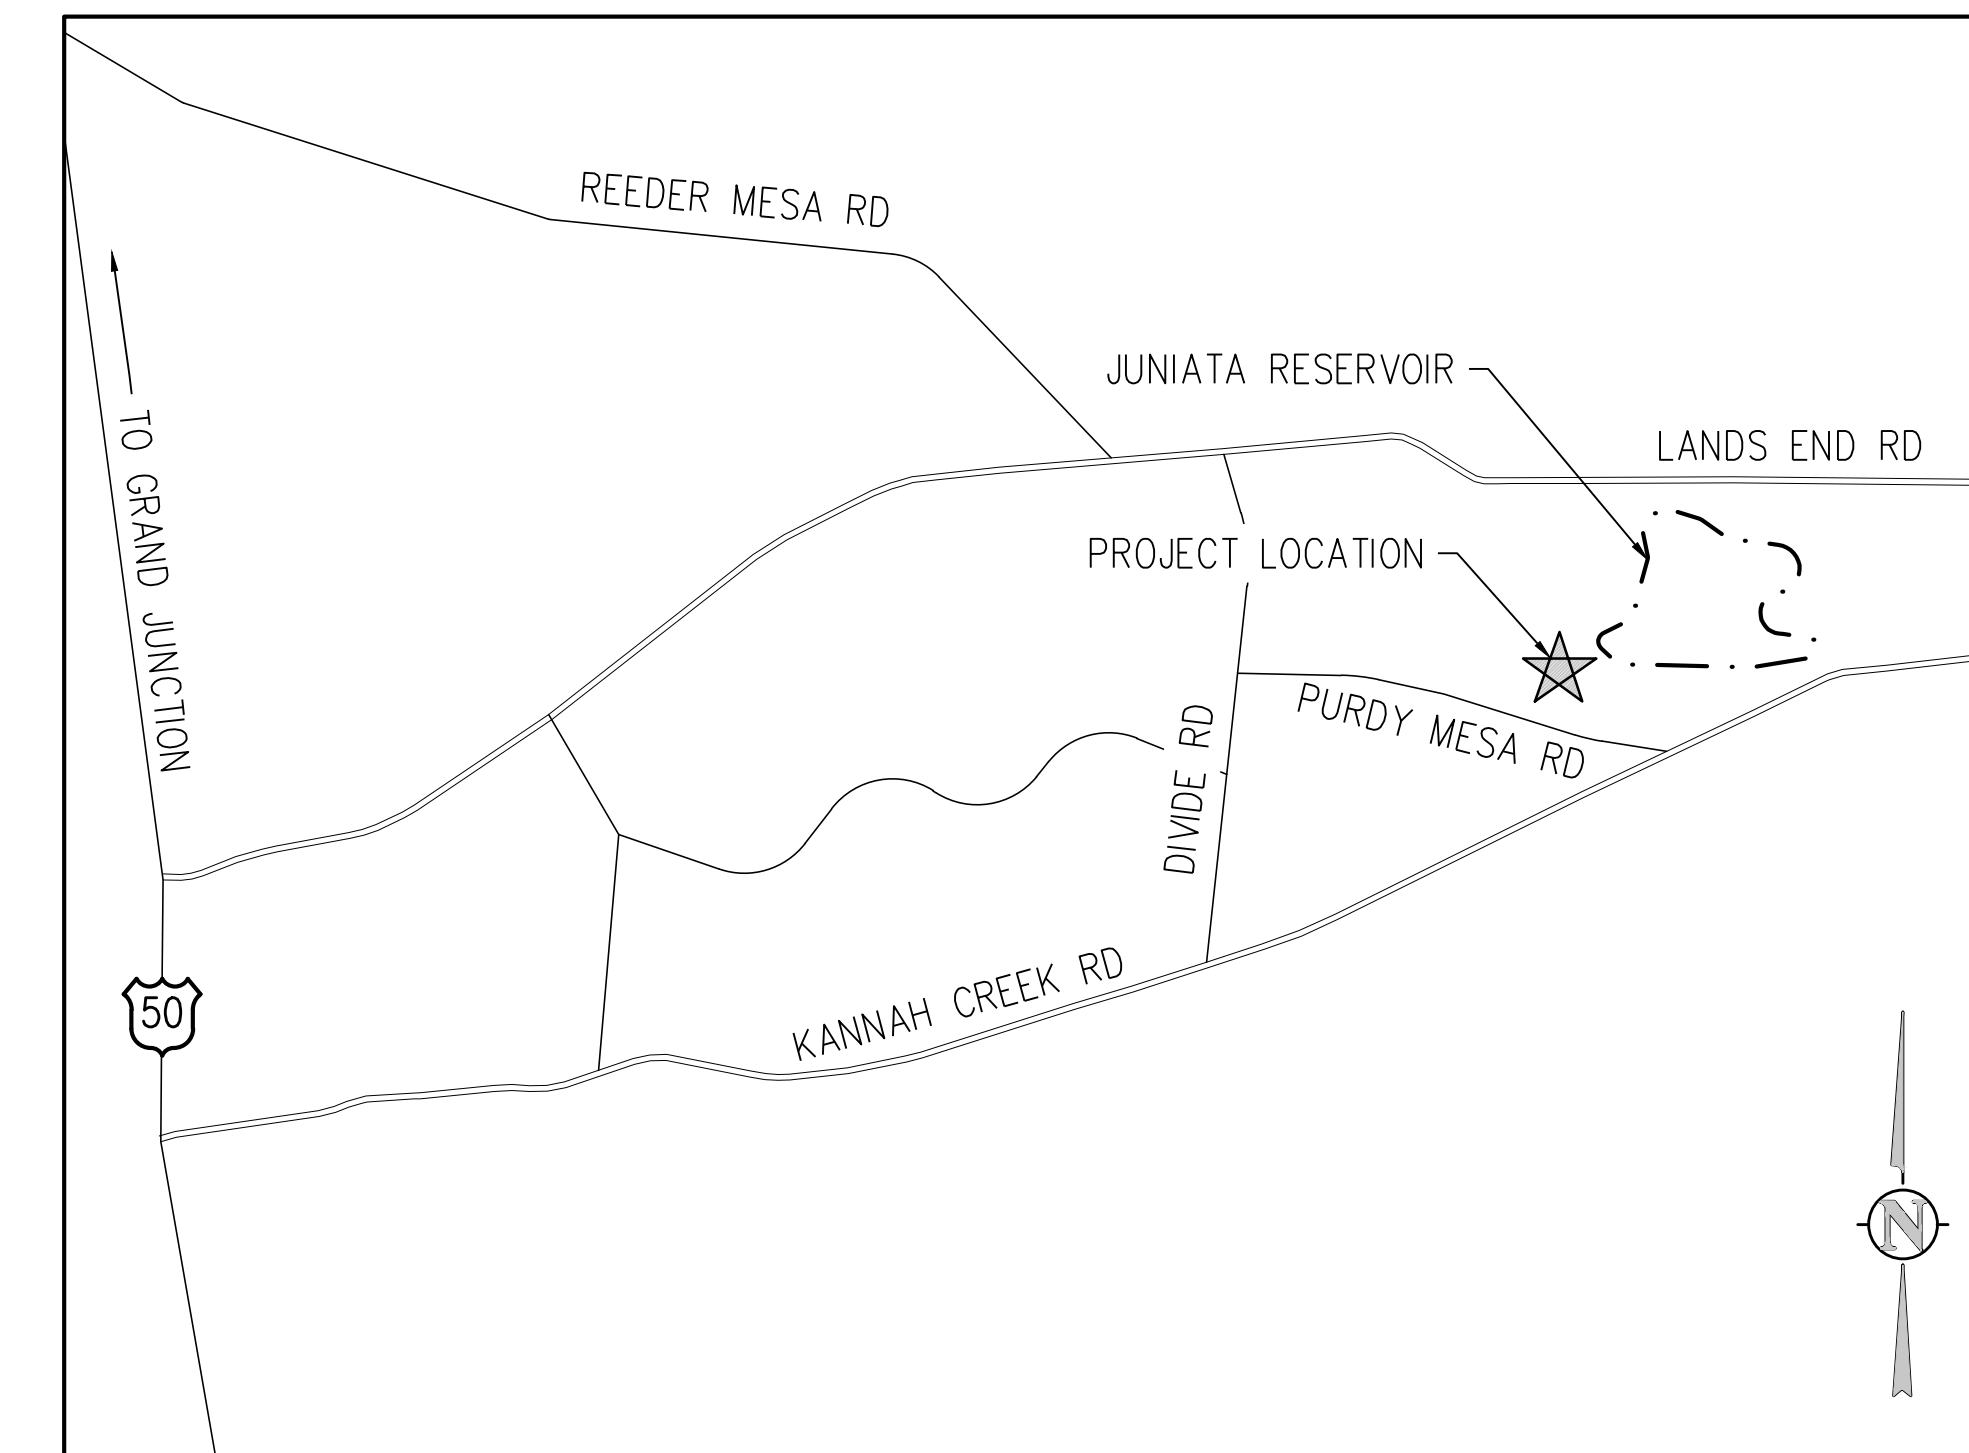 REEDER MESA RD
JUNIATA RESERVOIR
LANDS END RD
TO GRAND JUNCTION
PROJECT LOCATION
PURDY MESA RD
DIVIDE RD
KANNAH CREEK RD
50
N